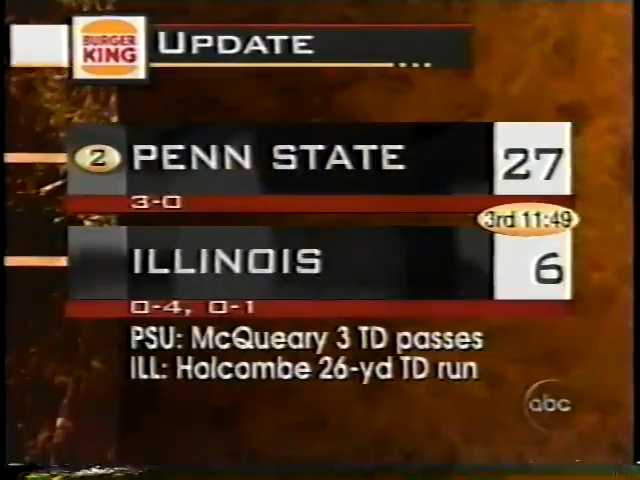 BURGER
KING
UPDATE
2 PENN STATE 27
3-0
3rd 11:49
ILLINOIS 6
0-4, 0-1
PSU: McQueary 3 TD passes
ILL: Holcombe 26-yd TD run
abc